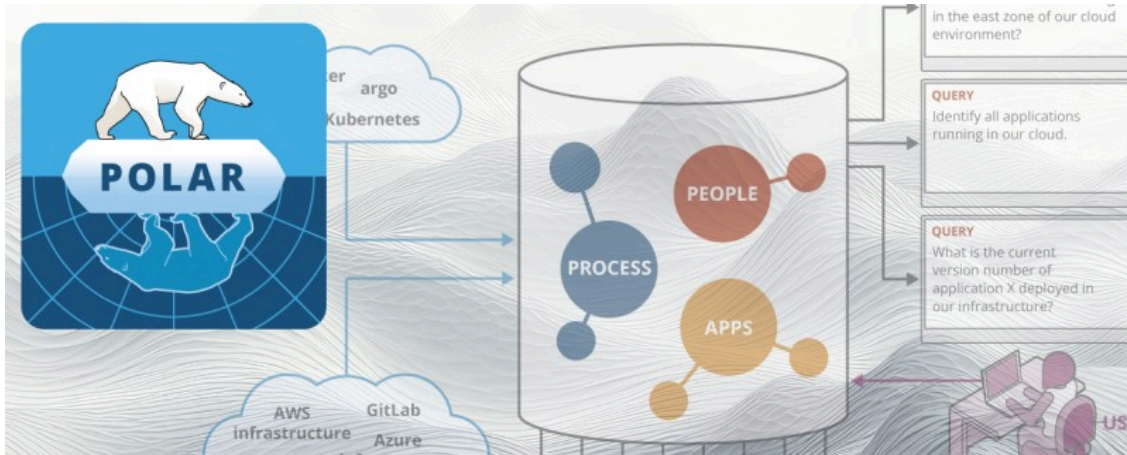 POLAR
argo
Kubernetes
AWS
infrastructure
GitLab
Azure
PROCESS
PEOPLE
APPS
in the east zone of our cloud
environment?
QUERY
Identify all applications
running in our cloud.
QUERY
What is the current
version number of
application X deployed in
our infrastructure?